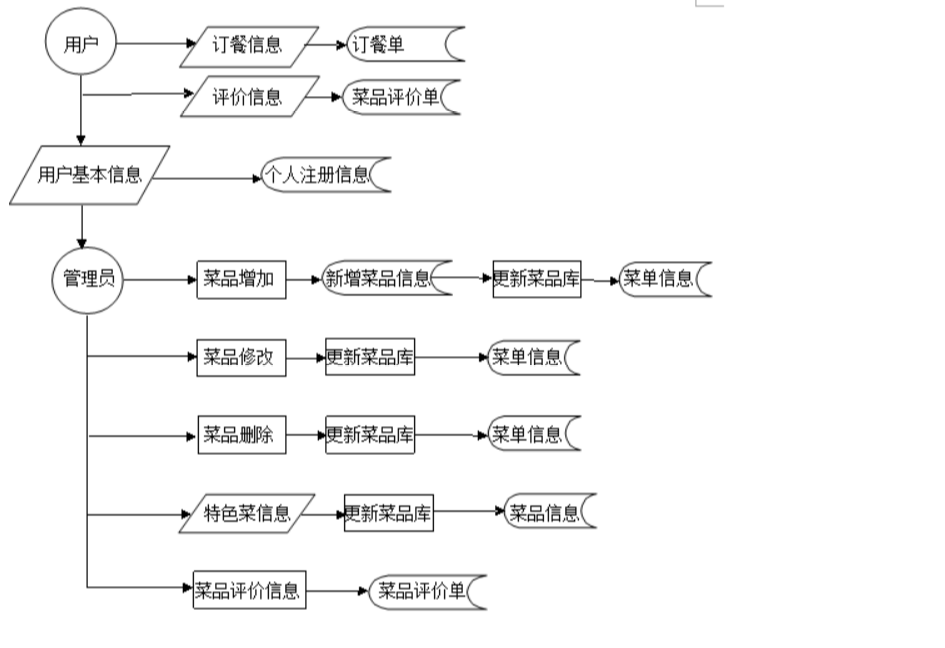 用户
订餐信息
订餐单
评价信息
菜品评价单
用户基本信息
个人注册信息
管理员
菜品增加
新增菜品信息
更新菜品库
菜单信息
菜品修改
更新菜品库
菜单信息
菜品删除
更新菜品库
菜单信息
特色菜信息
更新菜品库
菜品信息
菜品评价信息
菜品评价单